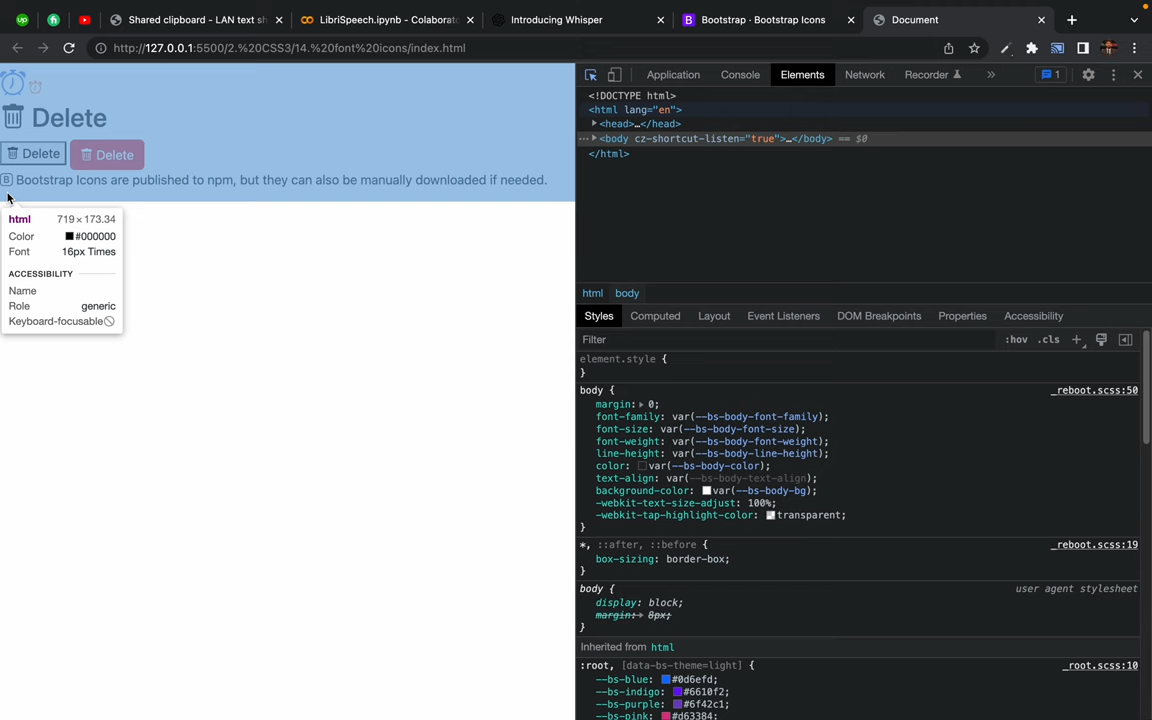 Shared clipboard - LAN text sh
LibriSpeech.ipynb - Colaborato
Introducing Whisper
Bootstrap · Bootstrap Icons
Document
http://127.0.0.1:5500/2.%20CSS3/14.%20font%20icons/index.html
Delete
Delete
Delete
B Bootstrap Icons are published to npm, but they can also be manually downloaded if needed.
html 719 × 173.34
Color #000000
Font 16px Times
ACCESSIBILITY
Name
Role generic
Keyboard-focusable
Application Console Elements Network Recorder » 1
<!DOCTYPE html>
<html lang="en">
<head>…</head>
<body cz-shortcut-listen="true">…</body> == $0
</html>
html body
Styles Computed Layout Event Listeners DOM Breakpoints Properties Accessibility
Filter :hov .cls
element.style {
}
body { _reboot.scss:50
margin: 0;
font-family: var(--bs-body-font-family);
font-size: var(--bs-body-font-size);
font-weight: var(--bs-body-font-weight);
line-height: var(--bs-body-line-height);
color: var(--bs-body-color);
text-align: var(--bs-body-text-align);
background-color: var(--bs-body-bg);
-webkit-text-size-adjust: 100%;
-webkit-tap-highlight-color: transparent;
}
*, ::after, ::before { _reboot.scss:19
box-sizing: border-box;
}
body { user agent stylesheet
display: block;
margin: 8px;
}
Inherited from html
:root, [data-bs-theme=light] { _root.scss:10
--bs-blue: #0d6efd;
--bs-indigo: #6610f2;
--bs-purple: #6f42c1;
--bs-pink: #d63384;